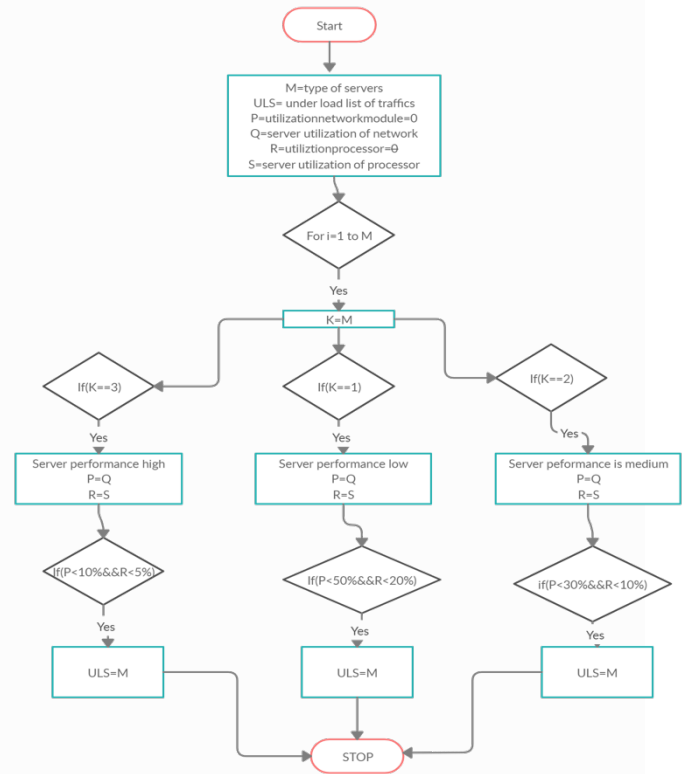 Start
M=type of servers
ULS= under load list of traffics
P=utilizationnetworkmodule=0
Q=server utilization of network
R=utiliztionprocessor=0
S=server utilization of processor
For i=1 to M
Yes
K=M
If(K==3)
If(K==1)
If(K==2)
Yes
Yes
Yes
Server performance high
P=Q
R=S
Server performance low
P=Q
R=S
Server peformance is medium
P=Q
R=S
If(P<10%&&R<5%)
If(P<50%&&R<20%)
if(P<30%&&R<10%)
Yes
Yes
Yes
ULS=M
ULS=M
ULS=M
STOP